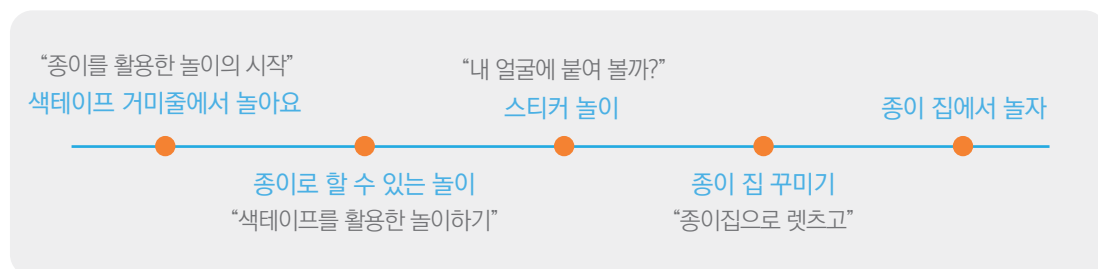 “종이를 활용한 놀이의 시작”
색테이프 거미줄에서 놀아요
종이로 할 수 있는 놀이
“색테이프를 활용한 놀이하기”
“내 얼굴에 붙여 볼까?”
스티커 놀이
종이 집 꾸미기
“종이집으로 렛츠고”
종이 집에서 놀자